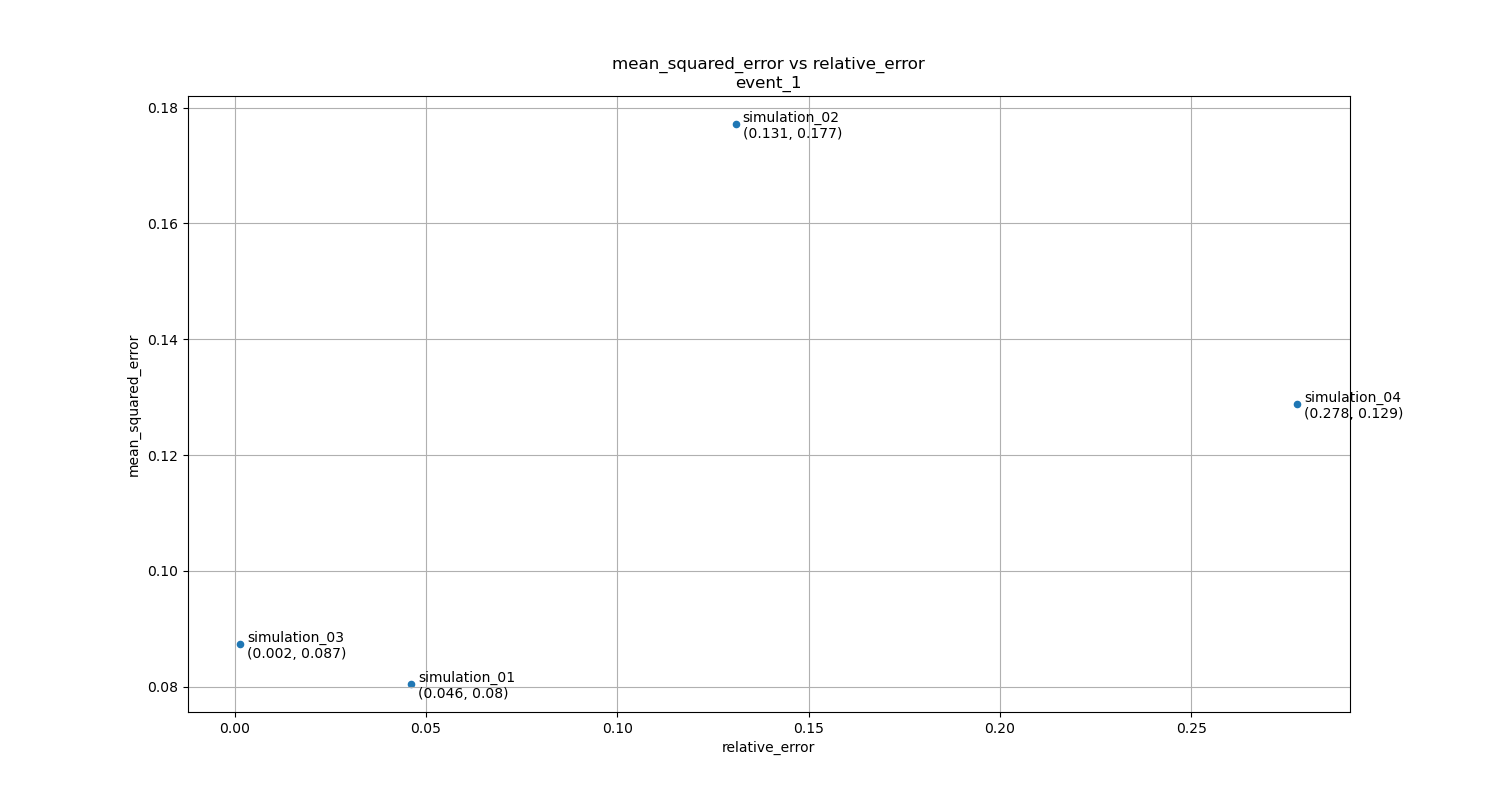 mean_squared_error vs relative_error
event_1
0.18
simulation_02
(0.131, 0.177)
0.16
0.14
mean_squared_error
simulation_04
(0.278, 0.129)
0.12
0.10
simulation_03
(0.002, 0.087)
simulation_01
(0.046, 0.08)
0.08
0.00 0.05 0.10 0.15 0.20 0.25
relative_error